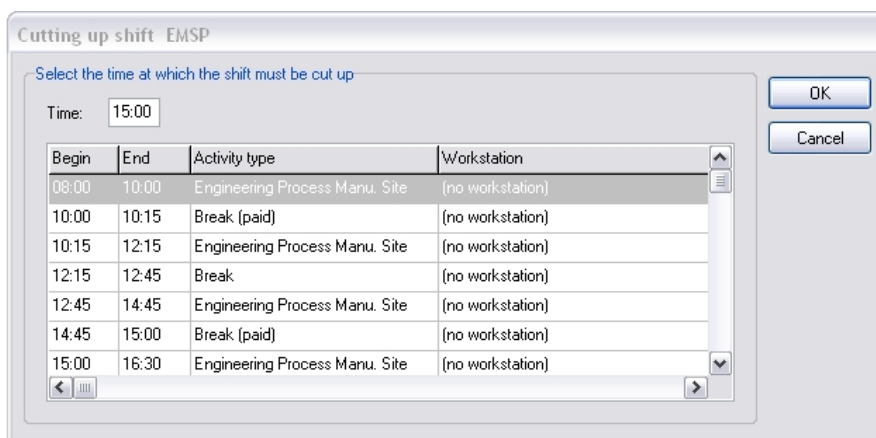 Cutting up shift EMSP
Select the time at which the shift must be cut up
Time: 15:00
OK
Cancel
Begin End Activity type Workstation
08:00 10:00 Engineering Process Manu. Site (no workstation)
10:00 10:15 Break (paid) (no workstation)
10:15 12:15 Engineering Process Manu. Site (no workstation)
12:15 12:45 Break (no workstation)
12:45 14:45 Engineering Process Manu. Site (no workstation)
14:45 15:00 Break (paid) (no workstation)
15:00 16:30 Engineering Process Manu. Site (no workstation)